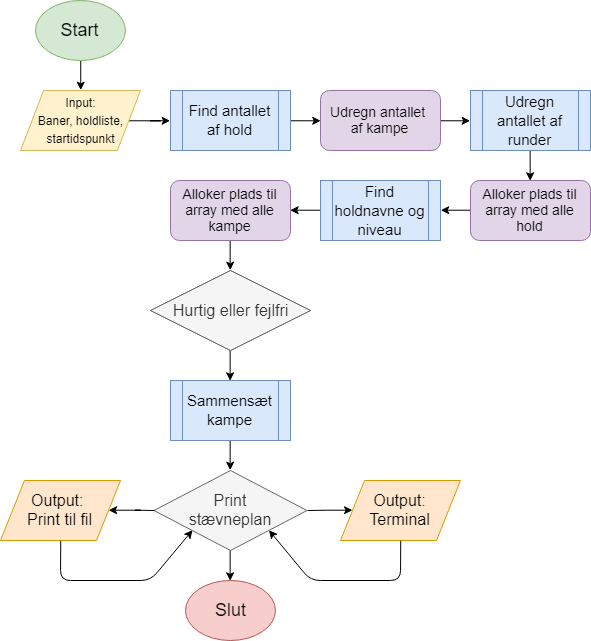 Start
Input:
Baner, holdliste,
startidspunkt
Find antallet
af hold
Udregn antallet
af kampe
Udregn
antallet af
runder
Alloker plads til
array med alle
hold
Find
holdnavne og
niveau
Alloker plads til
array med alle
kampe
Hurtig eller fejlfri
Sammensæt
kampe
Output:
Print til fil
Print
stævneplan
Output:
Terminal
Slut